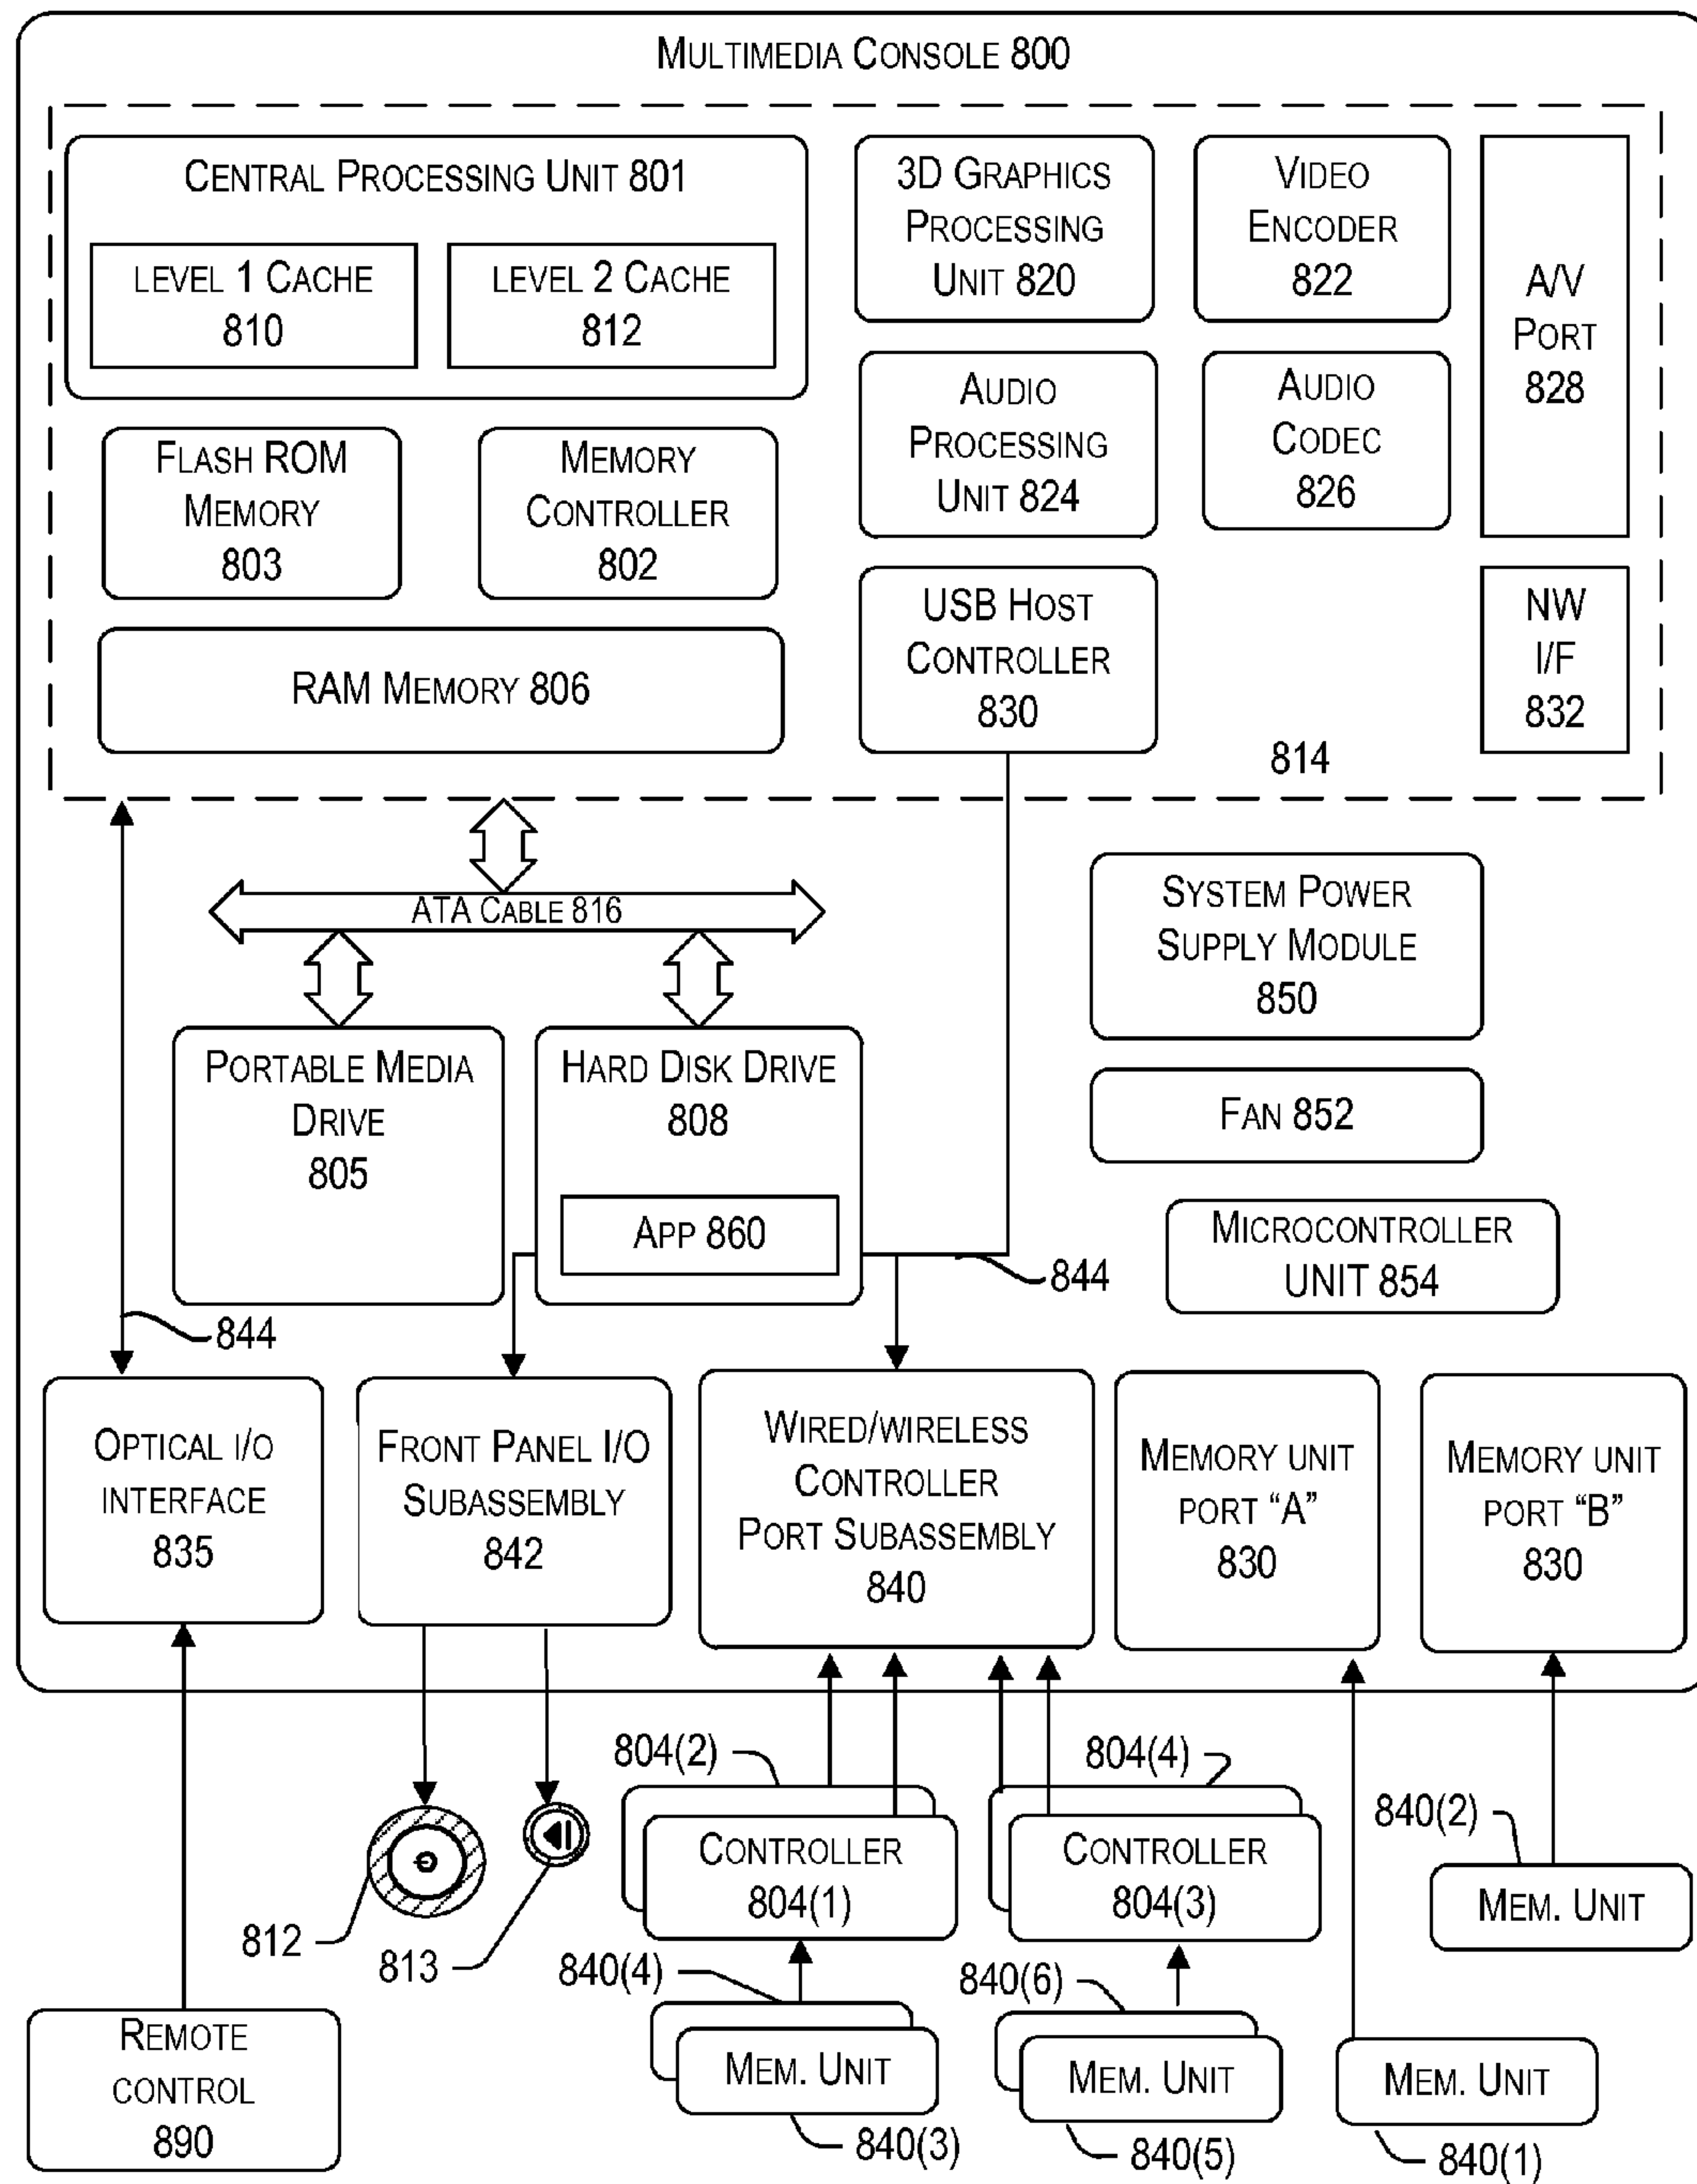 MULTIMEDIA CONSOLE 800
CENTRAL PROCESSING UNIT 801
LEVEL 1 CACHE
810
LEVEL 2 CACHE
812
3D GRAPHICS
PROCESSING
UNIT 820
VIDEO
ENCODER
822
A/V
PORT
828
FLASH ROM
MEMORY
803
MEMORY
CONTROLLER
802
AUDIO
PROCESSING
UNIT 824
AUDIO
CODEC
826
RAM MEMORY 806
USB HOST
CONTROLLER
830
NW
I/F
832
814
ATA CABLE 816
SYSTEM POWER
SUPPLY MODULE
850
PORTABLE MEDIA
DRIVE
805
HARD DISK DRIVE
808
APP 860
FAN 852
MICROCONTROLLER
UNIT 854
844
844
OPTICAL I/O
INTERFACE
835
FRONT PANEL I/O
SUBASSEMBLY
842
WIRED/WIRELESS
CONTROLLER
PORT SUBASSEMBLY
840
MEMORY UNIT
PORT “A”
830
MEMORY UNIT
PORT “B”
830
804(2)
804(4)
812
813
CONTROLLER
804(1)
CONTROLLER
804(3)
840(2)
MEM. UNIT
840(4)
840(6)
REMOTE
CONTROL
890
MEM. UNIT
840(3)
MEM. UNIT
840(5)
MEM. UNIT
840(1)